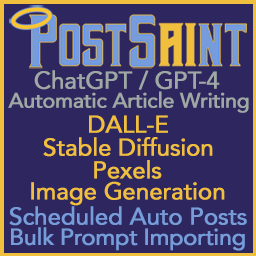 POSTSAINT
ChatGPT / GPT-4
Automatic Article Writing
DALL-E
Stable Diffusion
Pexels
Image Generation
Scheduled Auto Posts
Bulk Prompt Importing